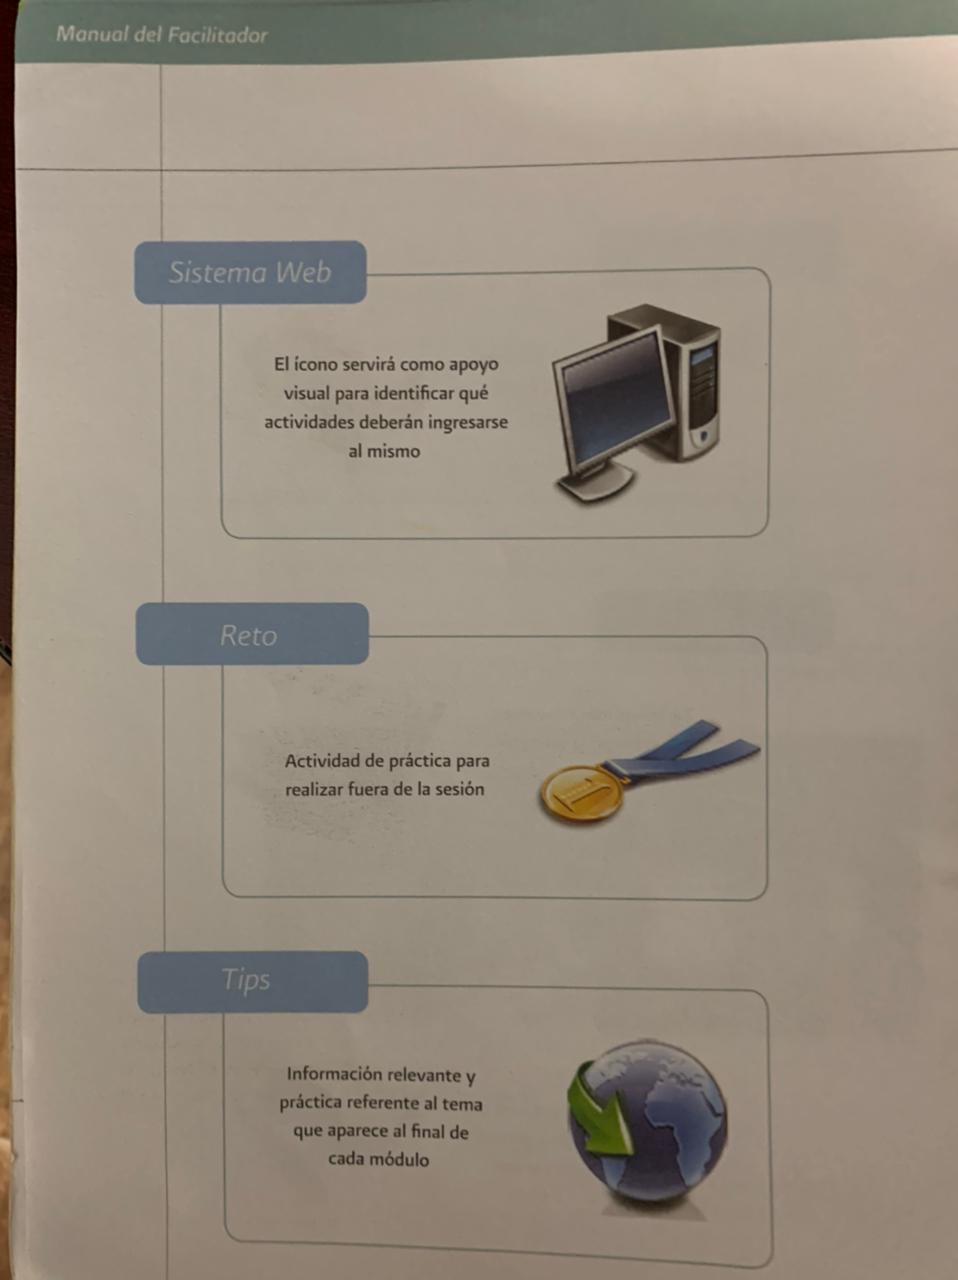 Manual del Facilitador
Sistema Web
El ícono servirá como apoyo
visual para identificar qué
actividades deberán ingresarse
al mismo
Reto
Actividad de práctica para
realizar fuera de la sesión
Tips
Información relevante y
práctica referente al tema
que aparece al final de
cada módulo